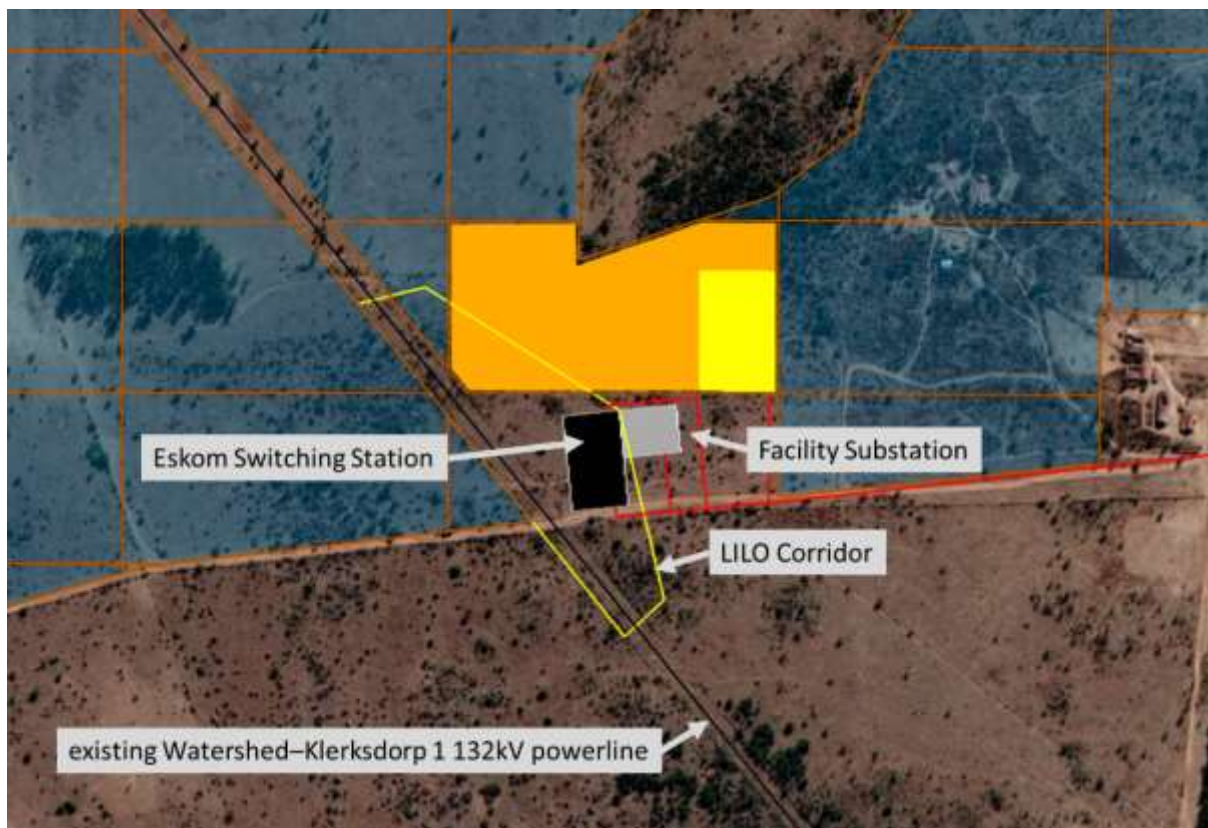 Eskom Switching Station
Facility Substation
LILO Corridor
existing Watershed–Klerksdorp 1 132kV powerline